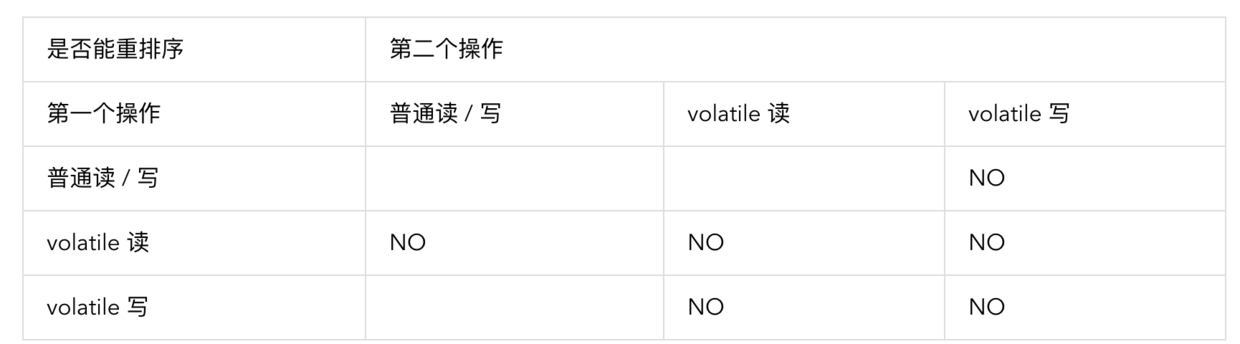 是否能重排序 第二个操作
第一个操作 普通读 / 写 volatile 读 volatile 写
普通读 / 写 NO
volatile 读 NO NO NO
volatile 写 NO NO